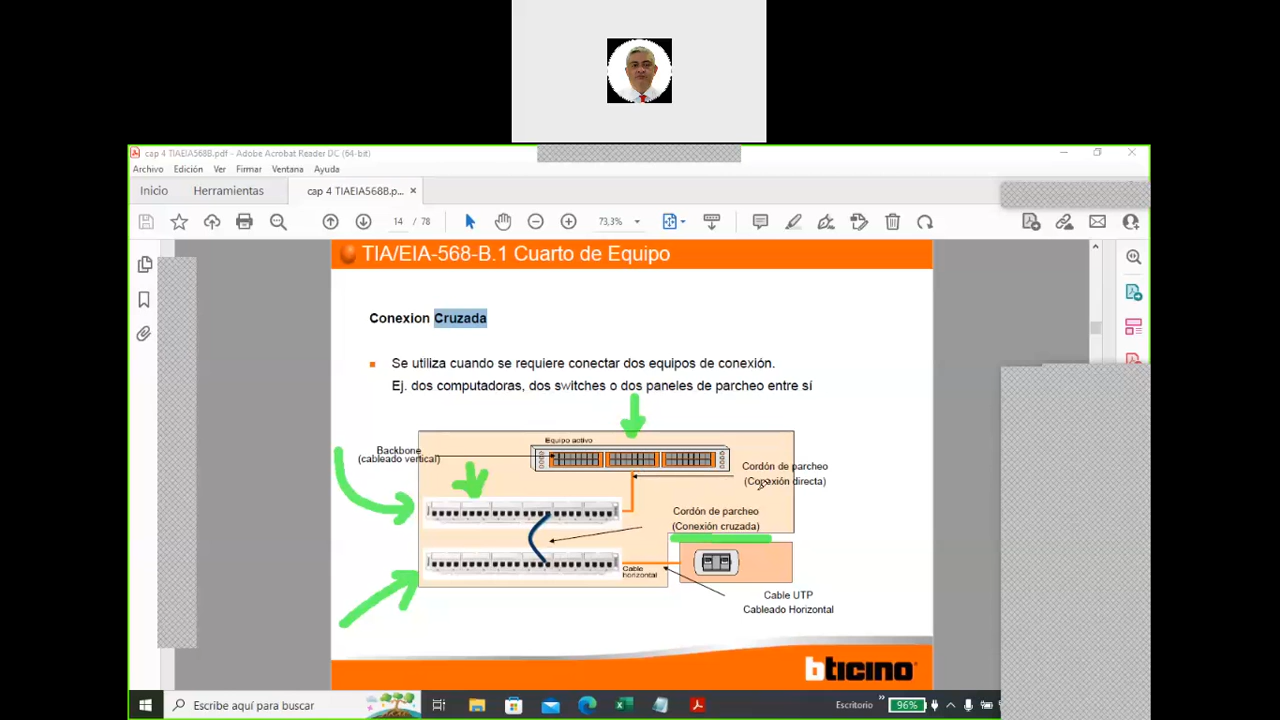 cap 4 TIAEIA568B.pdf - Adobe Acrobat Reader DC (64-bit)
Archivo Edición Ver Firmar Ventana Ayuda
Inicio Herramientas cap 4 TIAEIA568B.p... ×
14 / 78 73,3%
TIA/EIA-568-B.1 Cuarto de Equipo
Conexion Cruzada
Se utiliza cuando se requiere conectar dos equipos de conexión.
Ej. dos computadoras, dos switches o dos paneles de parcheo entre sí
Equipo activo
Backbone
(cableado vertical)
Cordón de parcheo
(Conexión directa)
Cordón de parcheo
(Conexión cruzada)
Cable
horizontal
Cable UTP
Cableado Horizontal
bticino
Escribe aquí para buscar
Escritorio » 96%